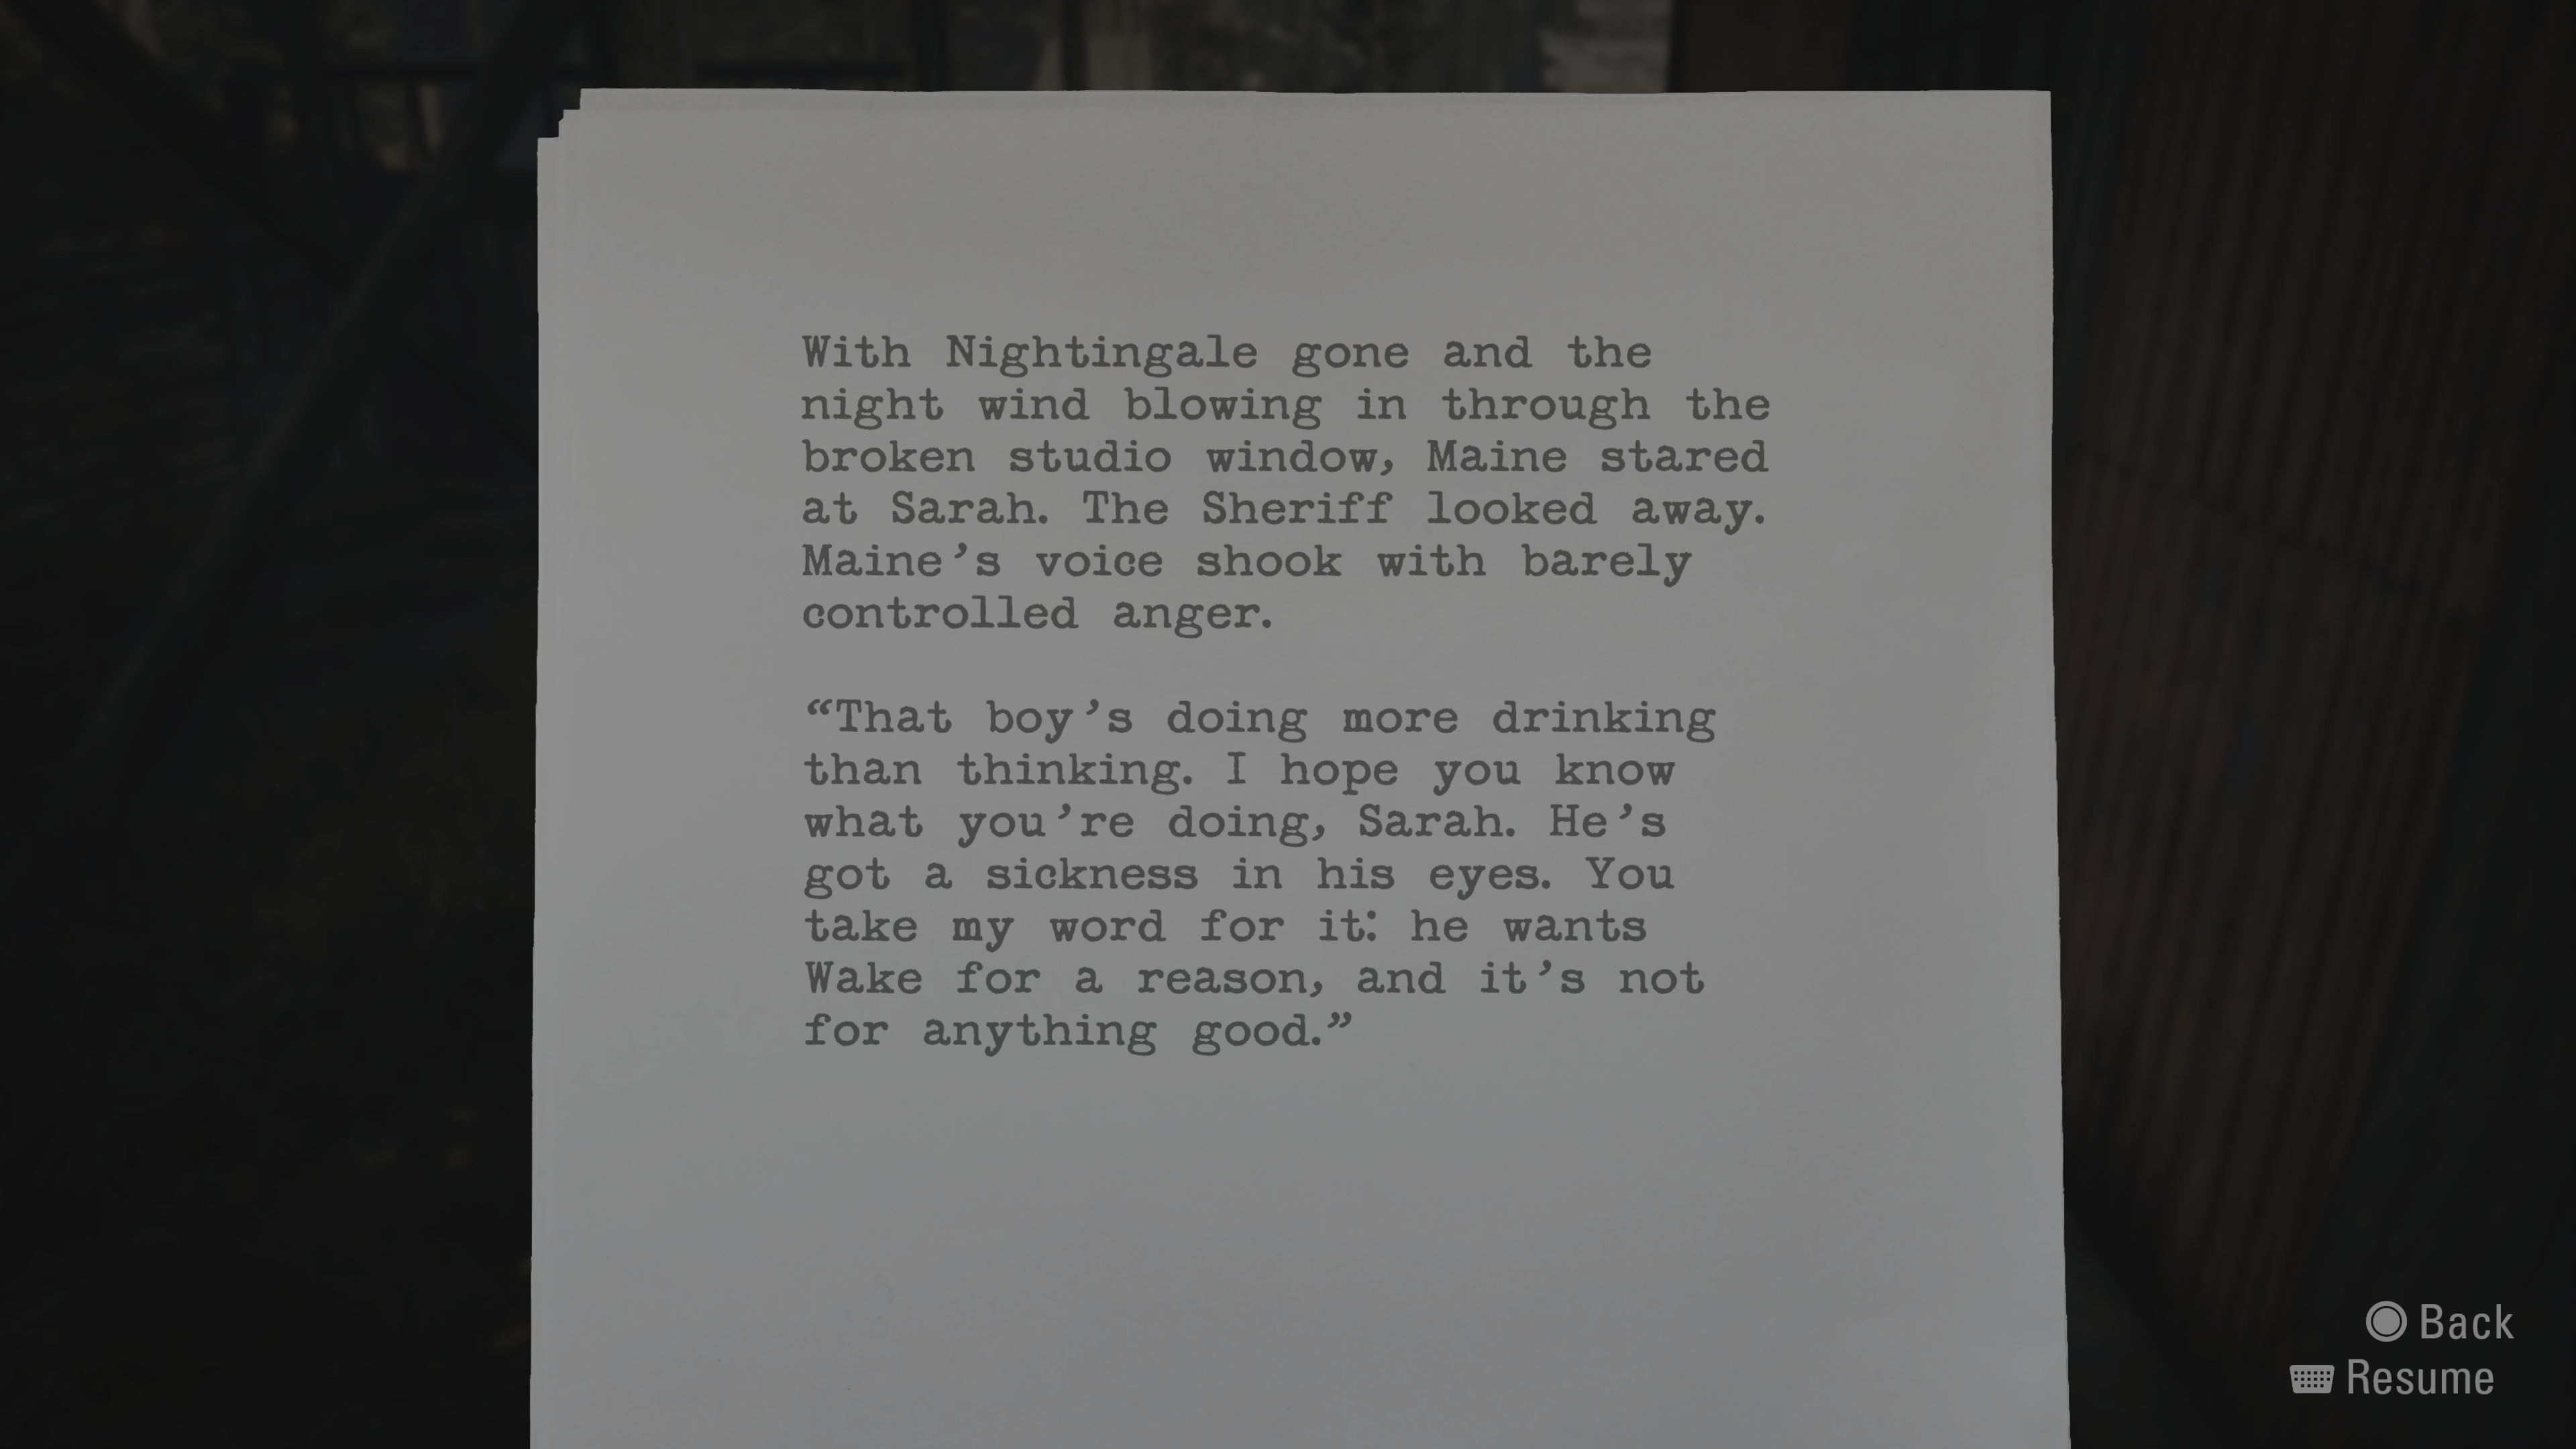 With Nightingale gone and the
night wind blowing in through the
broken studio window, Maine stared
at Sarah. The Sheriff looked away.
Maine’s voice shook with barely
controlled anger.
“That boy’s doing more drinking
than thinking. I hope you know
what you’re doing, Sarah. He’s
got a sickness in his eyes. You
take my word for it: he wants
Wake for a reason, and it’s not
for anything good.”
Back
Resume